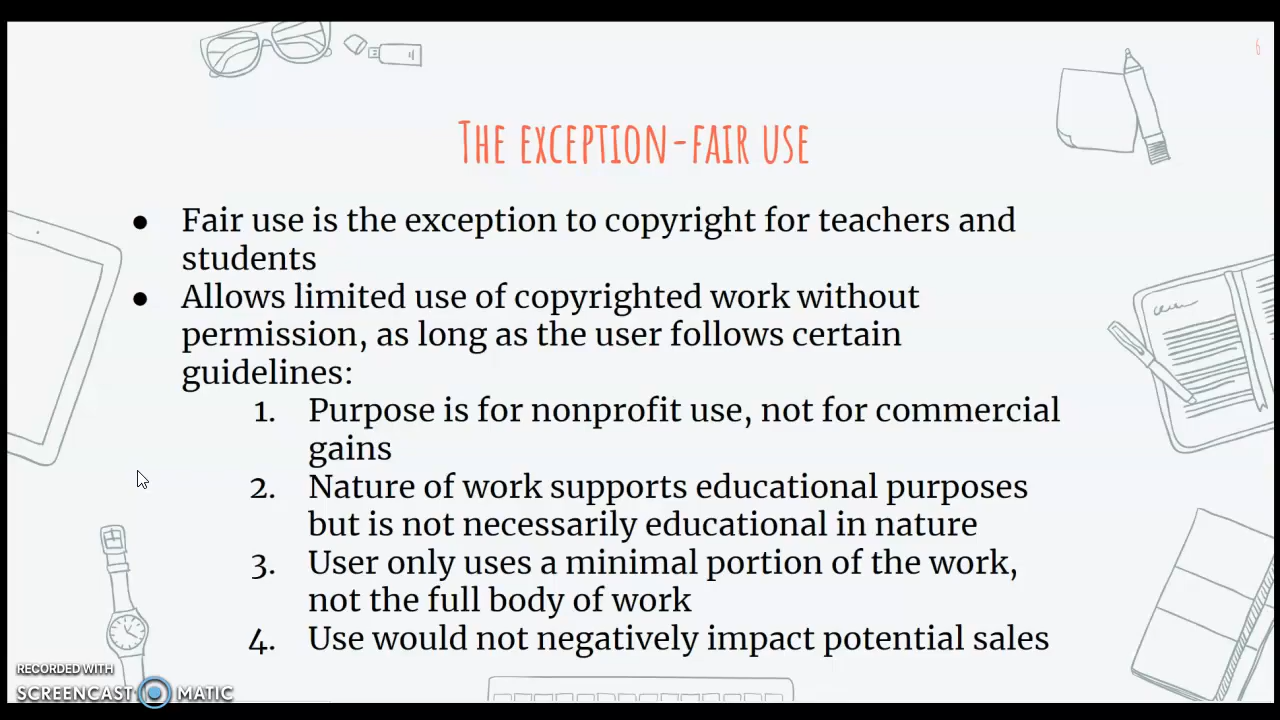 6
THE EXCEPTION-FAIR USE
● Fair use is the exception to copyright for teachers and
students
● Allows limited use of copyrighted work without
permission, as long as the user follows certain
guidelines:
1. Purpose is for nonprofit use, not for commercial
gains
2. Nature of work supports educational purposes
but is not necessarily educational in nature
3. User only uses a minimal portion of the work,
not the full body of work
4. Use would not negatively impact potential sales
RECORDED WITH
SCREENCAST MATIC